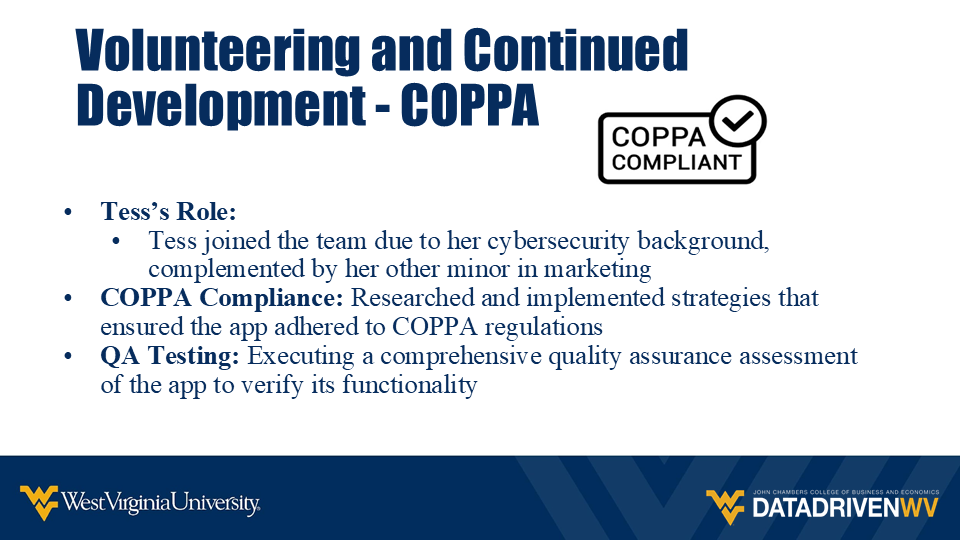 Volunteering and Continued
Development - COPPA
COPPA
COMPLIANT
• Tess’s Role:
• Tess joined the team due to her cybersecurity background,
complemented by her other minor in marketing
• COPPA Compliance: Researched and implemented strategies that
ensured the app adhered to COPPA regulations
• QA Testing: Executing a comprehensive quality assurance assessment
of the app to verify its functionality
WestVirginiaUniversity.
JOHN CHAMBERS COLLEGE OF BUSINESS AND ECONOMICS
DATADRIVENWV